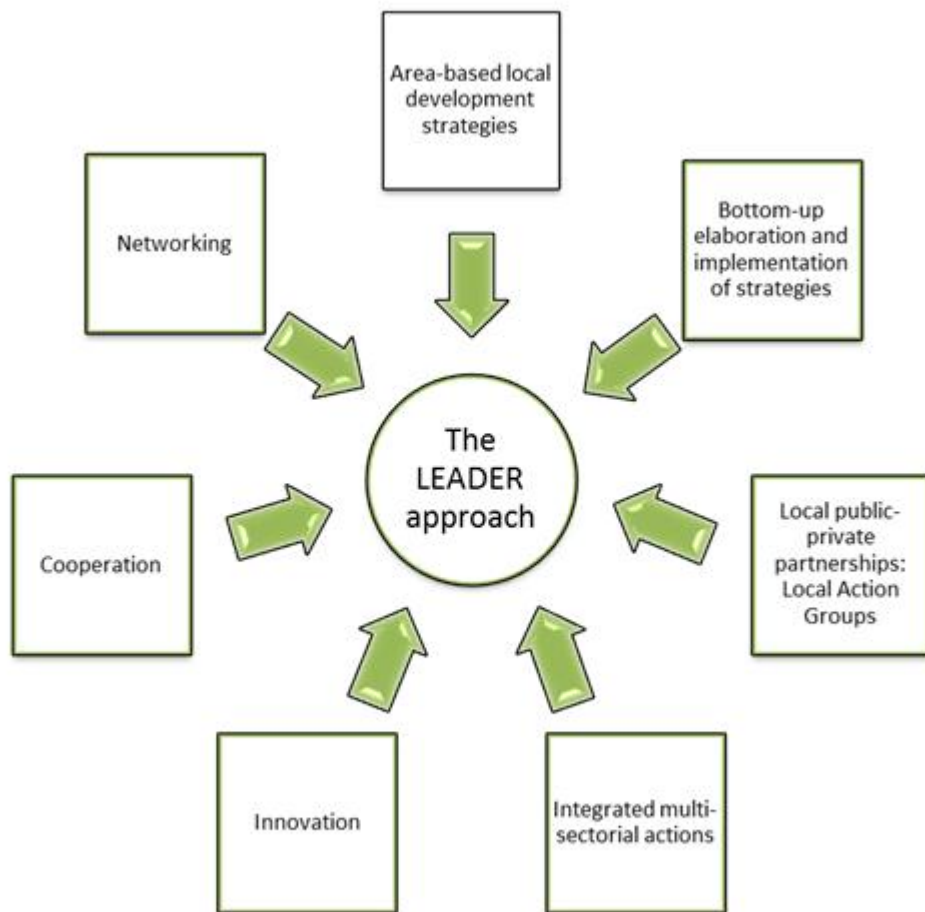 Area-based local
development
strategies
Bottom-up
elaboration and
implementation
of strategies
Local public-
private
partnerships:
Local Action
Groups
Integrated multi-
sectorial actions
Innovation
Cooperation
Networking
The
LEADER
approach